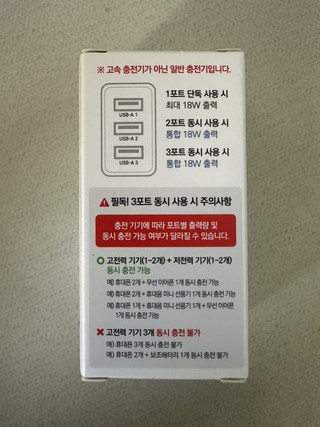 ※ 고속 충전기가 아닌 일반 충전기입니다.
USB-A 1
USB-A 2
USB-A 3
1포트 단독 사용 시
최대 18W 출력
2포트 동시 사용 시
통합 18W 출력
3포트 동시 사용 시
통합 18W 출력
필독! 3포트 동시 사용 시 주의사항
충전 기기에 따라 포트별 출력량 및
동시 충전 가능 여부가 달라질 수 있습니다.
고전력 기기(1~2개) + 저전력 기기(1~2개)
동시 충전 가능
예) 휴대폰 2개 + 무선 이어폰 1개 동시 충전 가능
예) 휴대폰 2개 + 휴대용 미니 선풍기 1개 동시 충전 가능
예) 휴대폰 1개 + 휴대용 미니 선풍기 1개 + 무선 이어폰
1개 동시 충전 가능
고전력 기기 3개 동시 충전 불가
예) 휴대폰 3개 동시 충전 불가
예) 휴대폰 2개 + 보조배터리 1개 동시 충전 불가